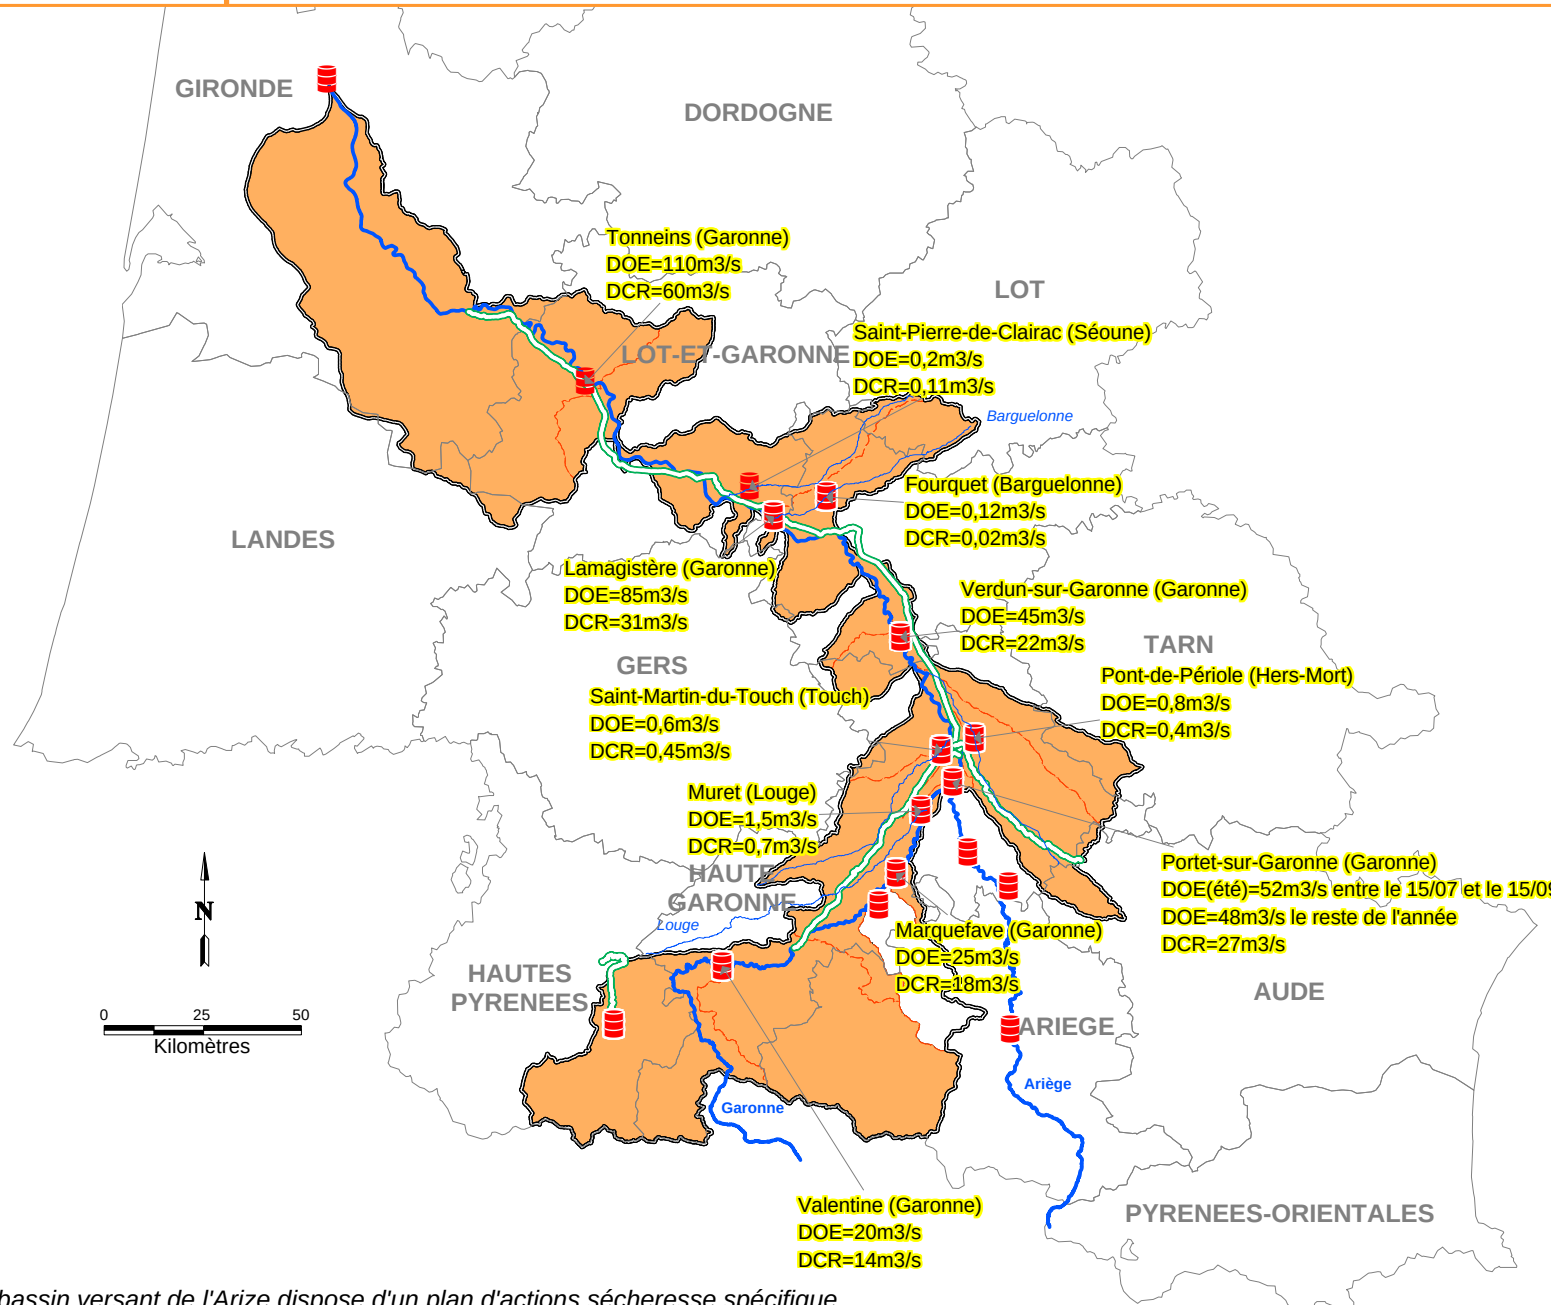 GIRONDE
DORDOGNE
Tonneins (Garonne)
DOE=110m3/s
DCR=60m3/s
LOT
Saint-Pierre-de-Clairac (Séoune)
DOE=0,2m3/s
DCR=0,11m3/s
LOT-ET-GARONNE
Barguelonne
Fourquet (Barguelonne)
DOE=0,12m3/s
DCR=0,02m3/s
LANDES
Lamagistère (Garonne)
DOE=85m3/s
DCR=31m3/s
Verdun-sur-Garonne (Garonne)
DOE=45m3/s
DCR=22m3/s
TARN
GERS
Pont-de-Périole (Hers-Mort)
DOE=0,8m3/s
DCR=0,4m3/s
Saint-Martin-du-Touch (Touch)
DOE=0,6m3/s
DCR=0,45m3/s
Muret (Louge)
DOE=1,5m3/s
DCR=0,7m3/s
HAUTE
GARONNE
Portet-sur-Garonne (Garonne)
DOE(été)=52m3/s entre le 15/07 et le 15/09
DOE=48m3/s le reste de l'année
DCR=27m3/s
N
Louge
Marquefave (Garonne)
DOE=25m3/s
DCR=18m3/s
HAUTES
PYRENEES
AUDE
0 25 50
Kilomètres
ARIEGE
Ariège
Garonne
Valentine (Garonne)
DOE=20m3/s
DCR=14m3/s
PYRENEES-ORIENTALES
bassin versant de l'Arize dispose d'un plan d'actions sécheresse spécifique